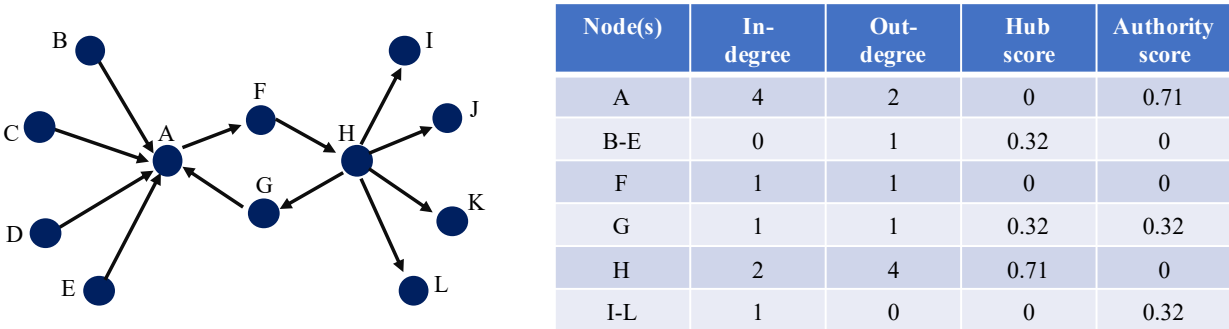 B
C
D
E
A
F
G
H
I
J
K
L
Node(s) In-degree Out-degree Hub score Authority score
A 4 2 0 0.71
B-E 0 1 0.32 0
F 1 1 0 0
G 1 1 0.32 0.32
H 2 4 0.71 0
I-L 1 0 0 0.32